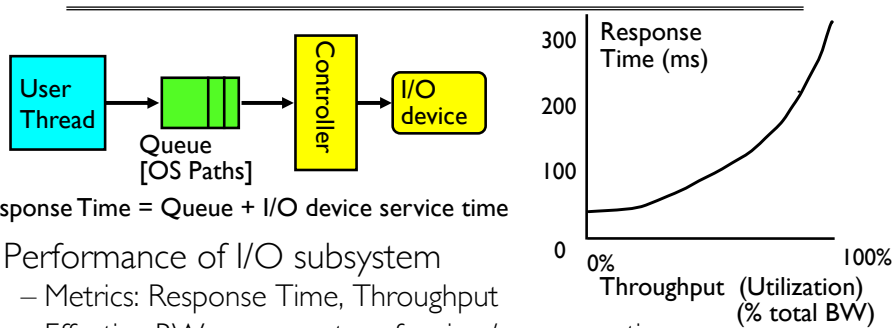 User
Thread
Queue
[OS Paths]
Controller
I/O
device
sponse Time = Queue + I/O device service time
Performance of I/O subsystem
– Metrics: Response Time, Throughput
300
200
100
0
Response
Time (ms)
0%
100%
Throughput (Utilization)
(% total BW)